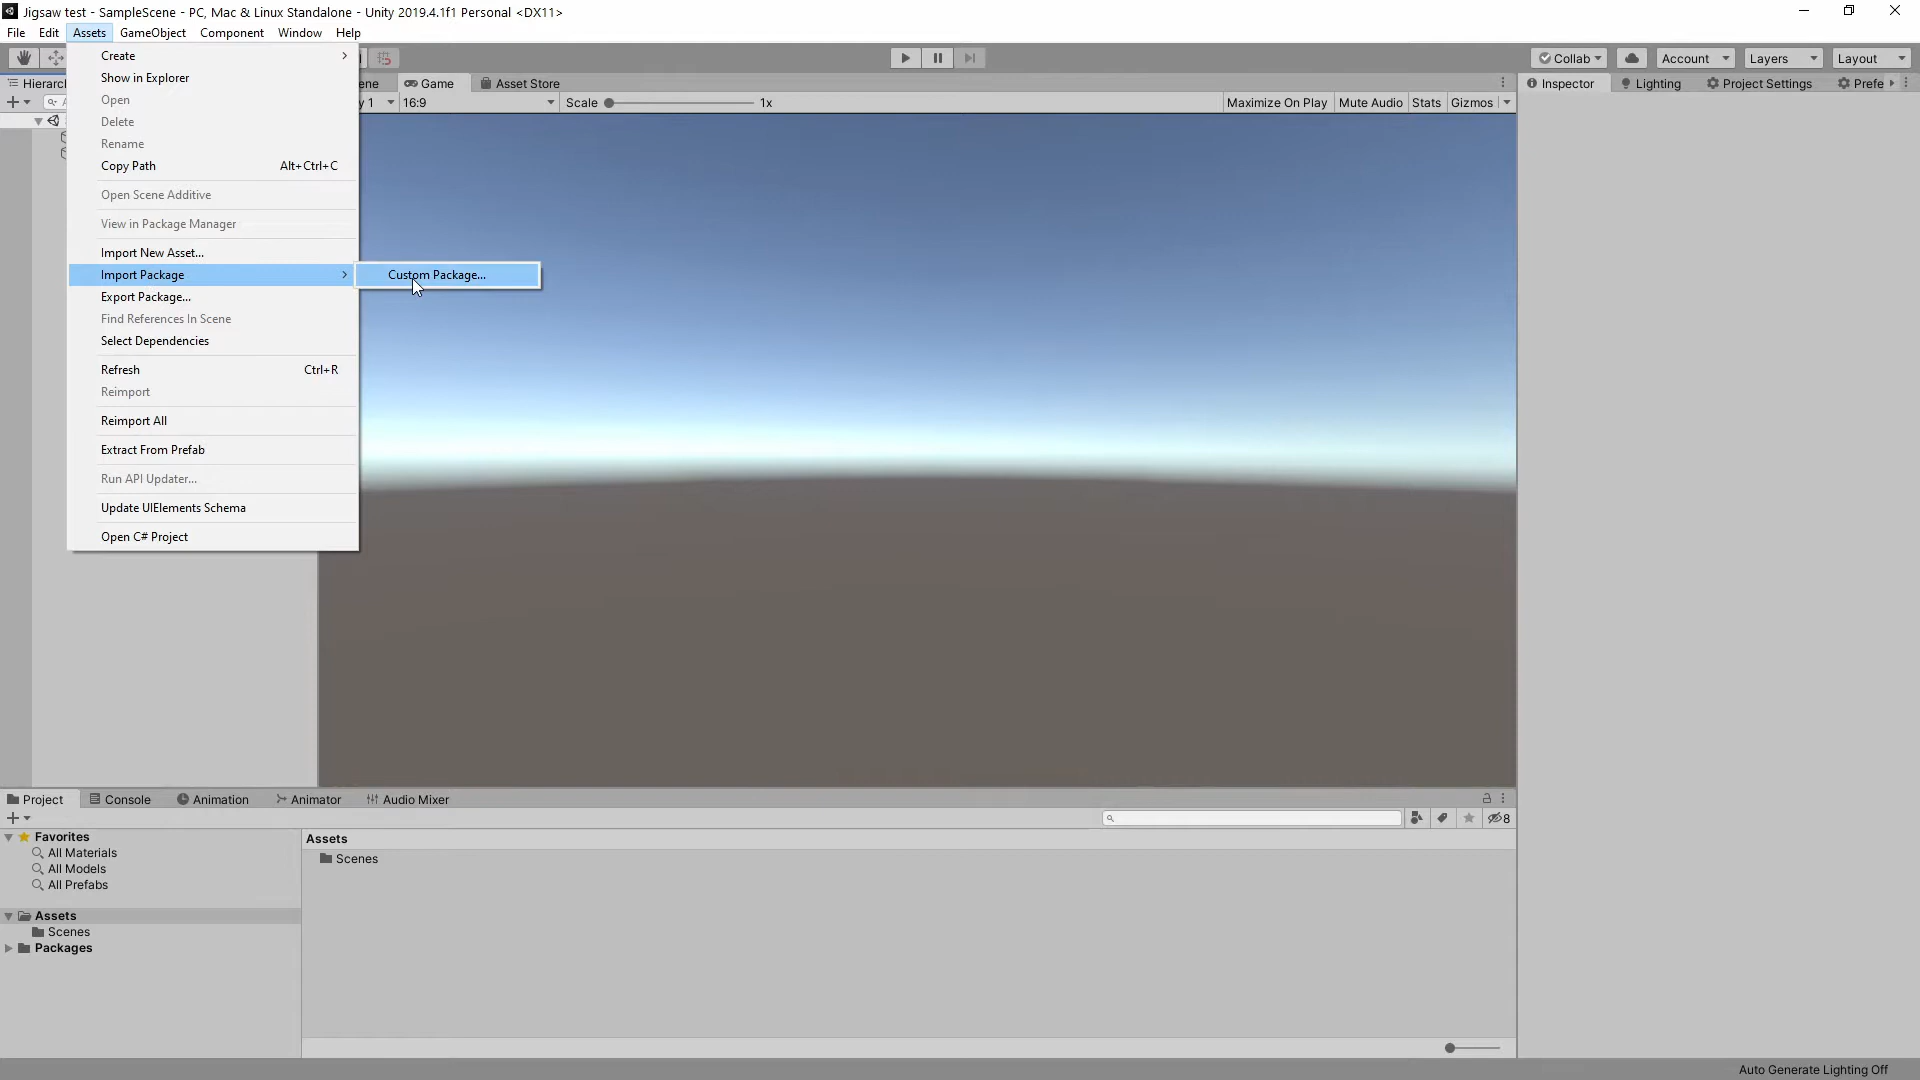 Jigsaw test - SampleScene - PC, Mac & Linux Standalone - Unity 2019.4.1f1 Personal <DX11>
File Edit Assets GameObject Component Window Help
Collab Account Layers Layout
Game Asset Store
Inspector Lighting Project Settings
16:9 Scale 1x Maximize On Play Mute Audio Stats Gizmos
Create
Show in Explorer
Open
Delete
Rename
Copy Path Alt+Ctrl+C
Open Scene Additive
View in Package Manager
Import New Asset...
Import Package Custom Package...
Export Package...
Find References In Scene
Select Dependencies
Refresh Ctrl+R
Reimport
Reimport All
Extract From Prefab
Run API Updater...
Update UIElements Schema
Open C# Project
Project Console Animation Animator Audio Mixer
8
Favorites
All Materials
All Models
All Prefabs
Assets
Scenes
Packages
Assets
Scenes
Auto Generate Lighting Off